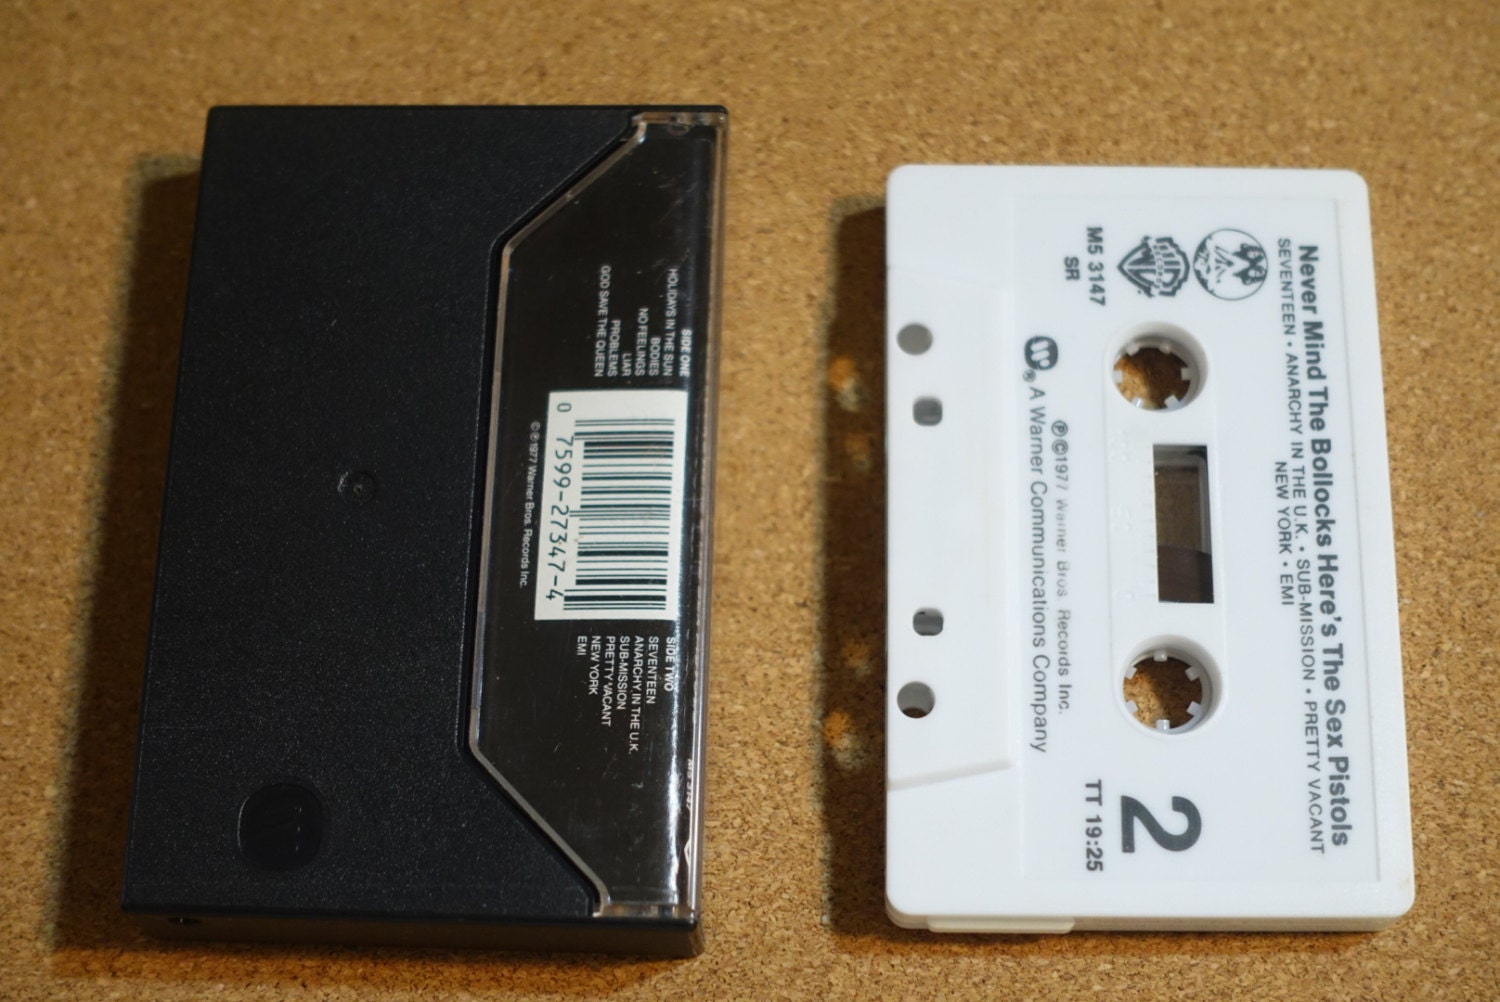 SIDE ONE
HOLIDAYS IN THE SUN
BODIES
NO FEELINGS
LIAR
PROBLEMS
GOD SAVE THE QUEEN
0 7599-27347-4
©℗1977 Warner Bros. Records Inc.
SIDE TWO
SEVENTEEN
ANARCHY IN THE U.K.
SUB-MISSION
PRETTY VACANT
NEW YORK
EMI
M5 3147
Never Mind The Bollocks Here's The Sex Pistols
SEVENTEEN • ANARCHY IN THE U.K. • SUB-MISSION • PRETTY VACANT
NEW YORK • EMI
M5 3147
SR
2
TT 19:25
℗©1977 Warner Bros. Records Inc.
® A Warner Communications Company